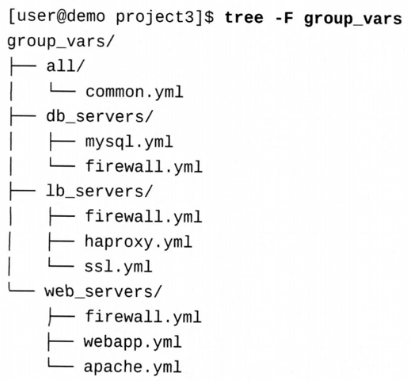 [user@demo project3]$ tree -F group_vars
group_vars/
├── all/
│   └── common.yml
├── db_servers/
│   ├── mysql.yml
│   └── firewall.yml
├── lb_servers/
│   ├── firewall.yml
│   ├── haproxy.yml
│   └── ssl.yml
└── web_servers/
    ├── firewall.yml
    ├── webapp.yml
    └── apache.yml